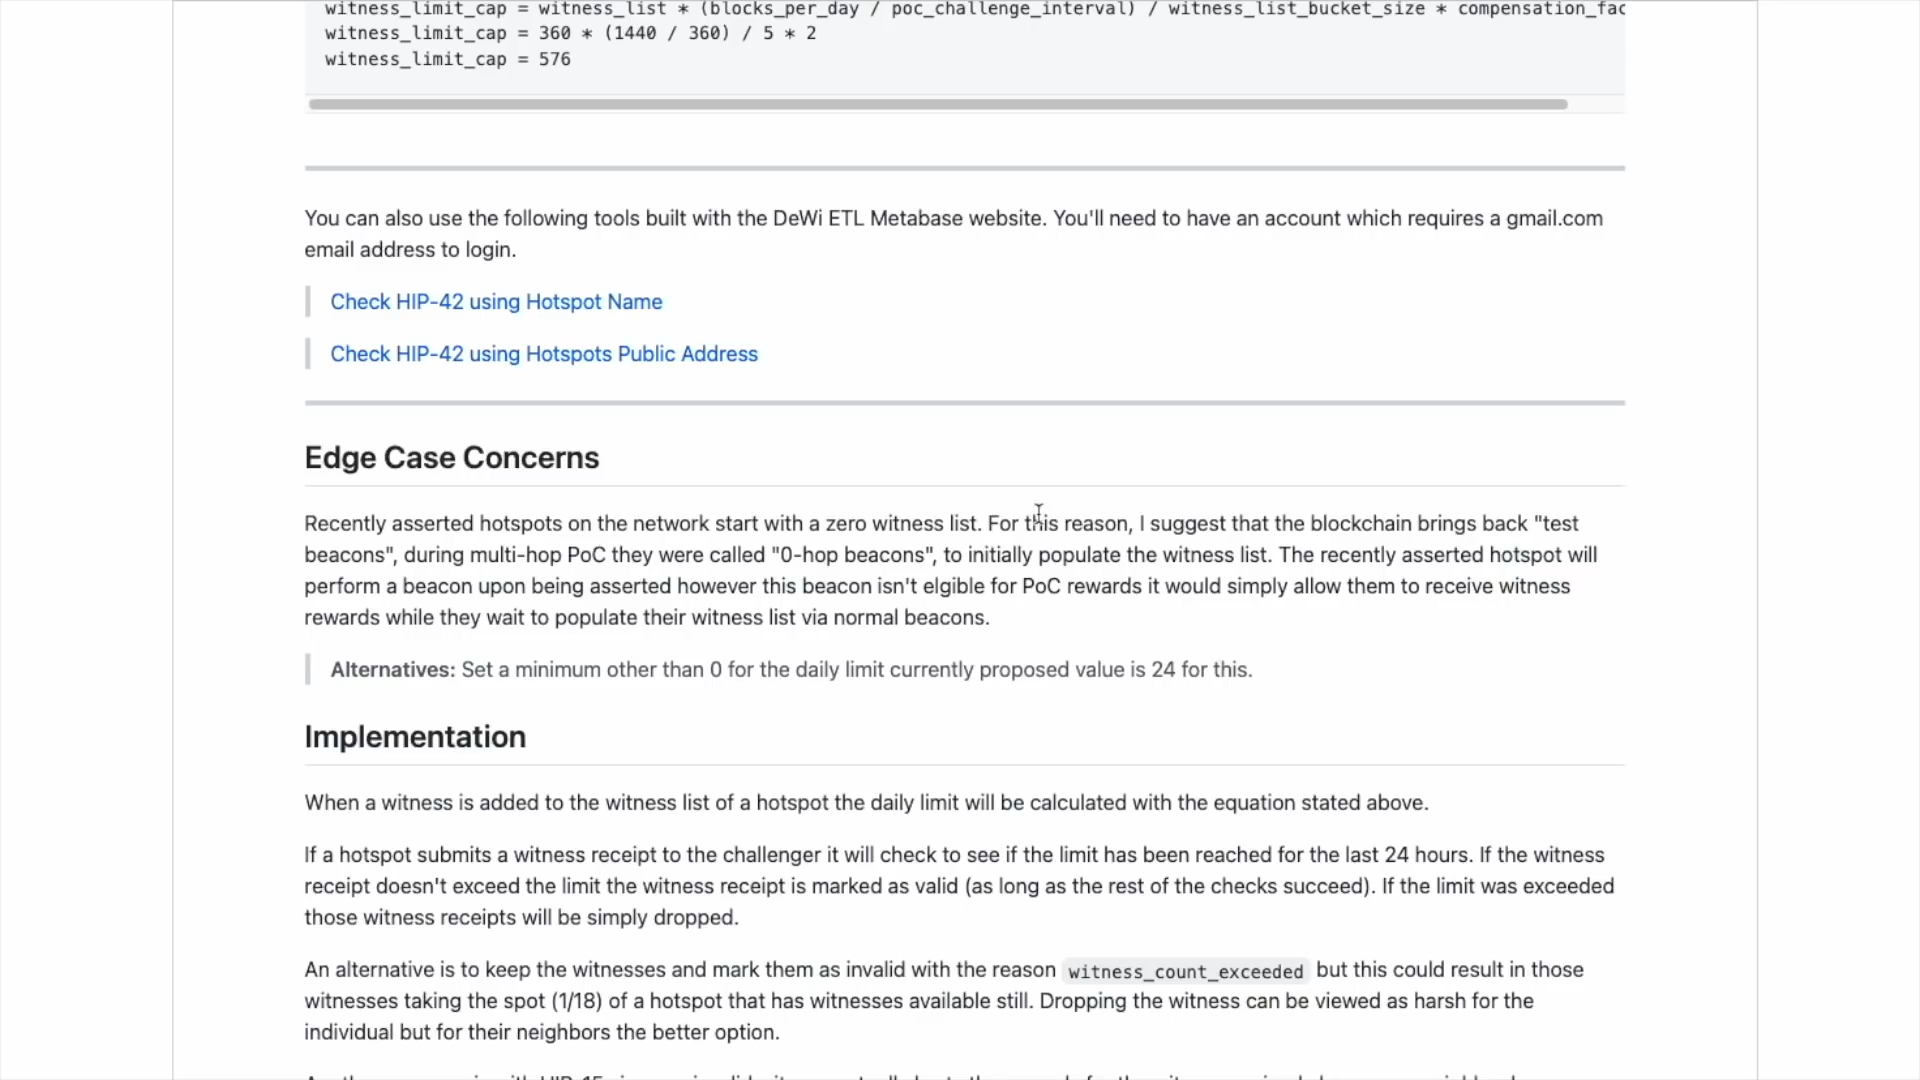 witness_limit_cap = witness_list * (blocks_per_day / poc_challenge_interval) / witness_list_bucket_size * compensation_fac
witness_limit_cap = 360 * (1440 / 360) / 5 * 2
witness_limit_cap = 576
You can also use the following tools built with the DeWi ETL Metabase website. You'll need to have an account which requires a gmail.com
email address to login.
Check HIP-42 using Hotspot Name
Check HIP-42 using Hotspots Public Address
Edge Case Concerns
Recently asserted hotspots on the network start with a zero witness list. For this reason, I suggest that the blockchain brings back "test
beacons", during multi-hop PoC they were called "0-hop beacons", to initially populate the witness list. The recently asserted hotspot will
perform a beacon upon being asserted however this beacon isn't elgible for PoC rewards it would simply allow them to receive witness
rewards while they wait to populate their witness list via normal beacons.
Alternatives: Set a minimum other than 0 for the daily limit currently proposed value is 24 for this.
Implementation
When a witness is added to the witness list of a hotspot the daily limit will be calculated with the equation stated above.
If a hotspot submits a witness receipt to the challenger it will check to see if the limit has been reached for the last 24 hours. If the witness
receipt doesn't exceed the limit the witness receipt is marked as valid (as long as the rest of the checks succeed). If the limit was exceeded
those witness receipts will be simply dropped.
An alternative is to keep the witnesses and mark them as invalid with the reason witness_count_exceeded but this could result in those
witnesses taking the spot (1/18) of a hotspot that has witnesses available still. Dropping the witness can be viewed as harsh for the
individual but for their neighbors the better option.